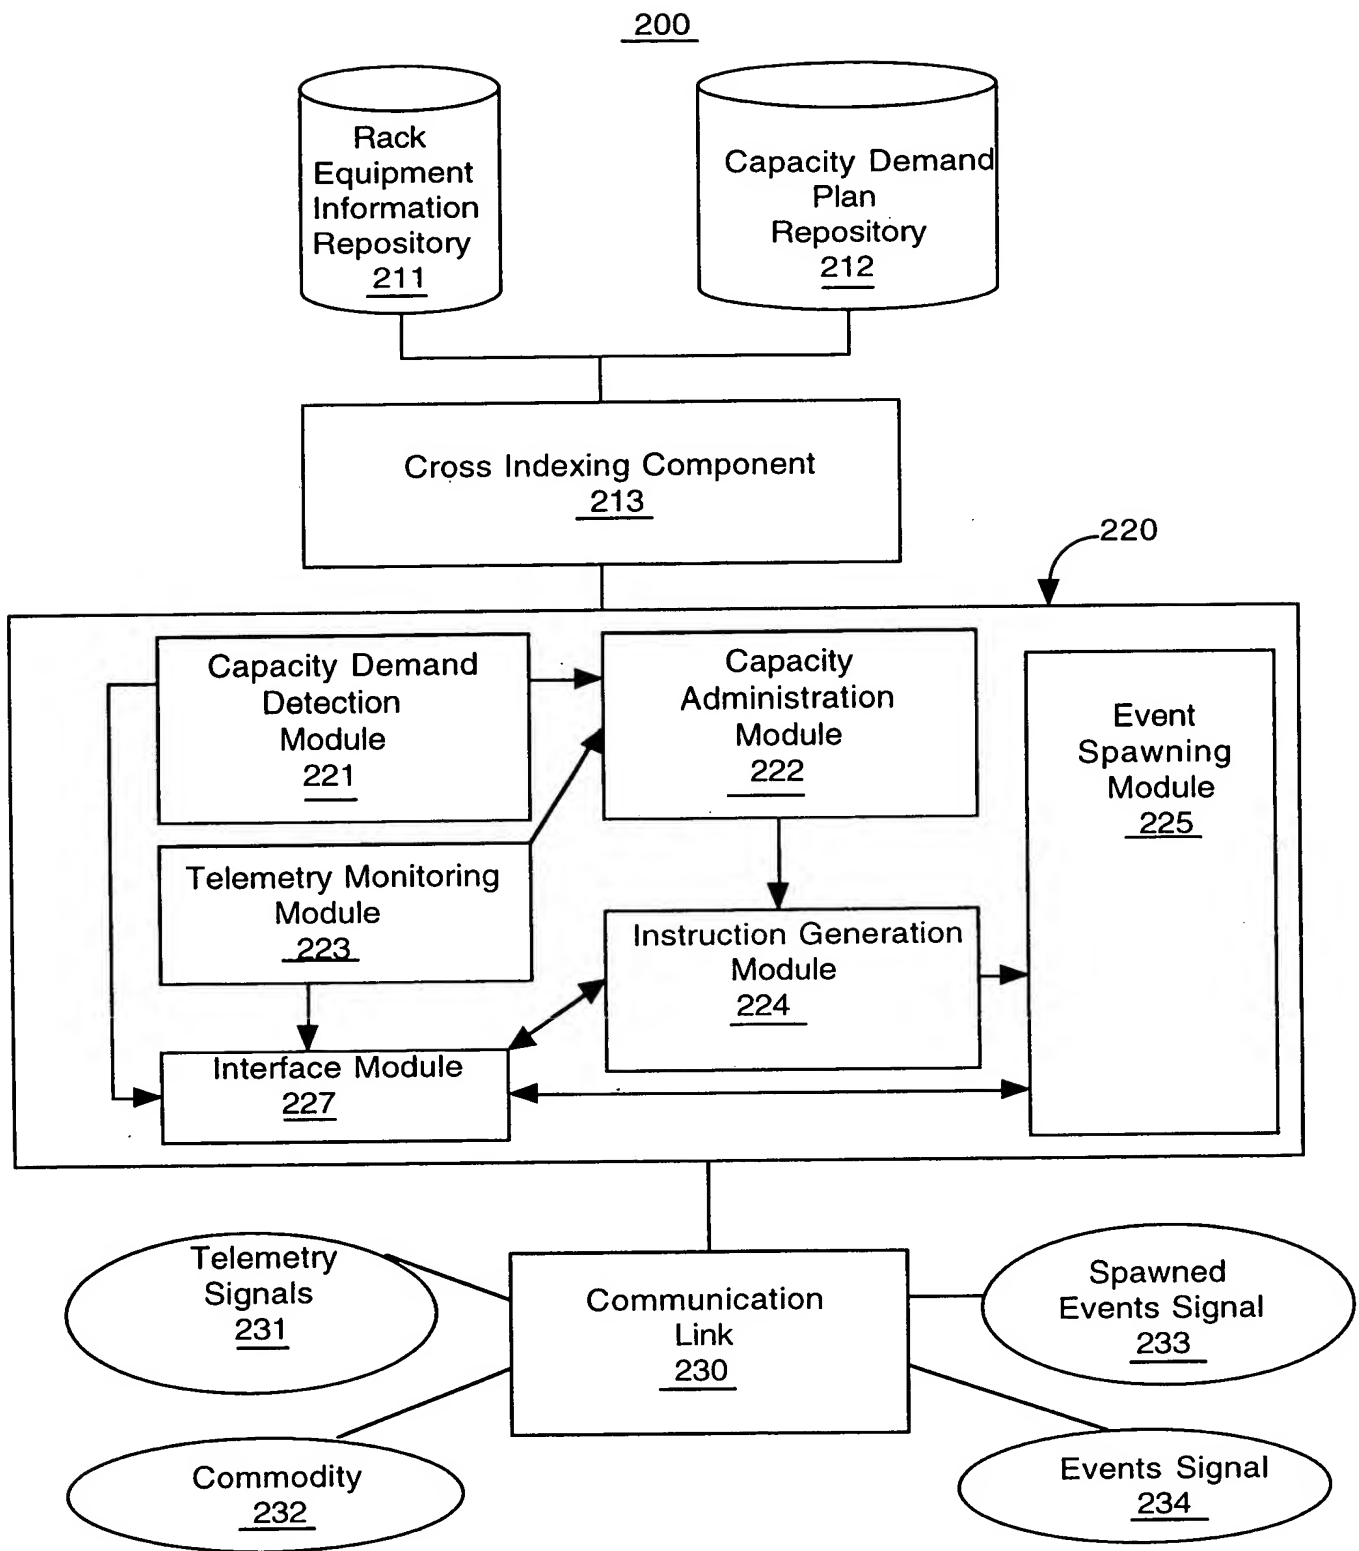 200
Rack
Equipment
Information
Repository
211
Capacity Demand
Plan
Repository
212
Cross Indexing Component
213
220
Capacity Demand
Detection
Module
221
Capacity
Administration
Module
222
Event
Spawning
Module
225
Telemetry Monitoring
Module
223
Instruction Generation
Module
224
Interface Module
227
Telemetry
Signals
231
Communication
Link
230
Spawned
Events Signal
233
Commodity
232
Events Signal
234